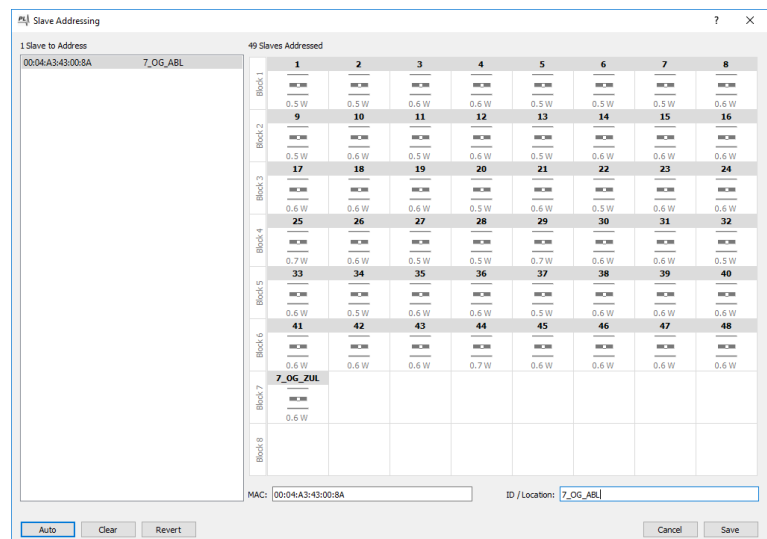 PL Slave Addressing ? ×
1 Slave to Address
00:04:A3:43:00:8A 7_OG_ABL
49 Slaves Addressed
Block 1
1 2 3 4 5 6 7 8
0.5 W 0.5 W 0.6 W 0.6 W 0.5 W 0.5 W 0.5 W 0.6 W
Block 2
9 10 11 12 13 14 15 16
0.5 W 0.5 W 0.6 W 0.6 W 0.5 W 0.5 W 0.6 W 0.6 W
Block 3
17 18 19 20 21 22 23 24
0.6 W 0.6 W 0.6 W 0.5 W 0.6 W 0.5 W 0.6 W 0.6 W
Block 4
25 26 27 28 29 30 31 32
0.7 W 0.6 W 0.5 W 0.5 W 0.7 W 0.6 W 0.6 W 0.5 W
Block 5
33 34 35 36 37 38 39 40
0.6 W 0.5 W 0.6 W 0.6 W 0.5 W 0.6 W 0.6 W 0.6 W
Block 6
41 42 43 44 45 46 47 48
0.6 W 0.6 W 0.6 W 0.7 W 0.6 W 0.6 W 0.6 W 0.6 W
Block 7
7_OG_ZUL
0.6 W
Block 8
MAC: 00:04:A3:43:00:8A ID / Location: 7_OG_ABL
Auto Clear Revert Cancel Save